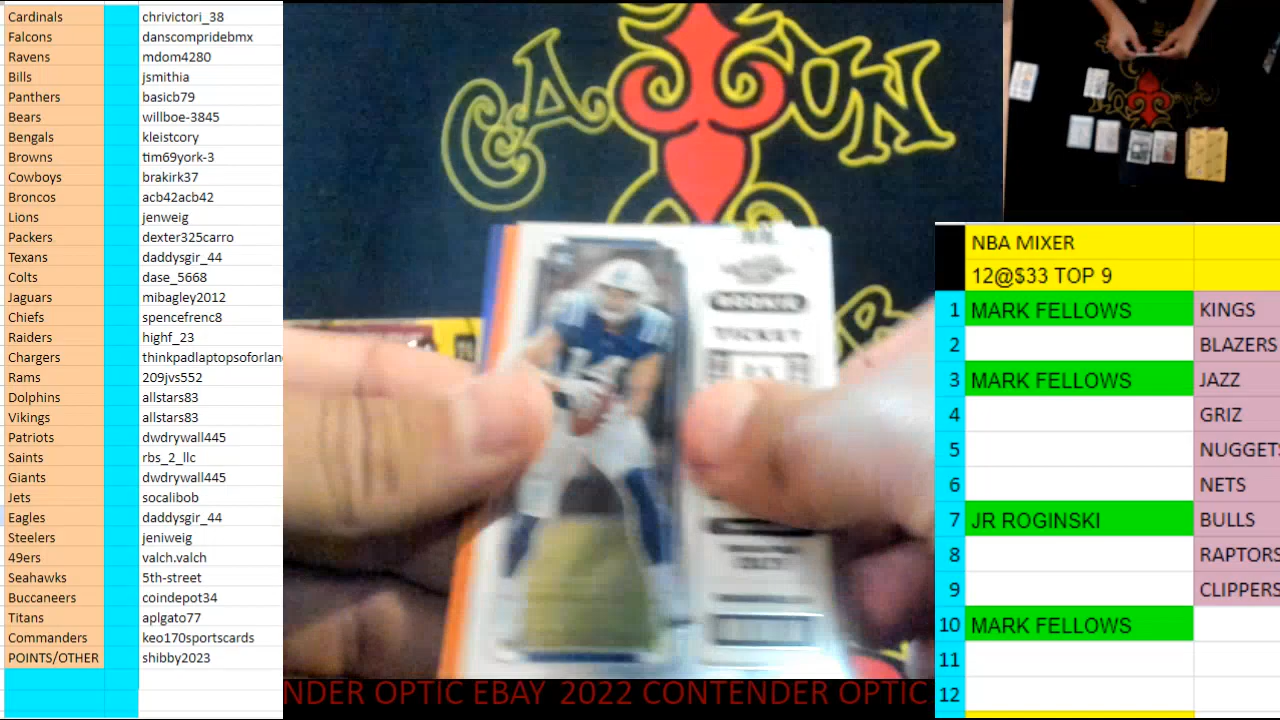 Cardinals chrivictori_38
Falcons danscompridebmx
Ravens mdom4280
Bills jsmithia
Panthers basicb79
Bears willboe-3845
Bengals kleistcory
Browns tim69york-3
Cowboys brakirk37
Broncos acb42acb42
Lions jenweig
Packers dexter325carro
Texans daddysgir_44
Colts dase_5668
Jaguars mibagley2012
Chiefs spencefrenc8
Raiders highf_23
Chargers thinkpadlaptopsoforlan
Rams 209jvs552
Dolphins allstars83
Vikings allstars83
Patriots dwdrywall445
Saints rbs_2_llc
Giants dwdrywall445
Jets socalibob
Eagles daddysgir_44
Steelers jeniweig
49ers valch.valch
Seahawks 5th-street
Buccaneers coindepot34
Titans aplgato77
Commanders keo170sportscards
POINTS/OTHER shibby2023
ROOKIE
TICKET
NDER OPTIC EBAY 2022 CONTENDER OPTIC
NBA MIXER
12@$33 TOP 9
1 MARK FELLOWS KINGS
2 BLAZERS
3 MARK FELLOWS JAZZ
4 GRIZ
5 NUGGETS
6 NETS
7 JR ROGINSKI BULLS
8 RAPTORS
9 CLIPPERS
10 MARK FELLOWS
11
12